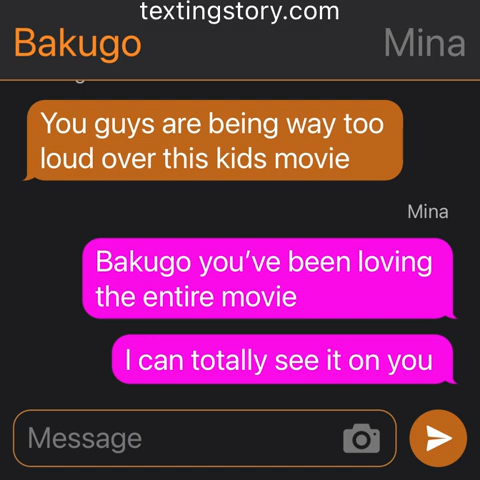 textingstory.com
Bakugo
Mina
You guys are being way too
loud over this kids movie
Mina
Bakugo you’ve been loving
the entire movie
I can totally see it on you
Message